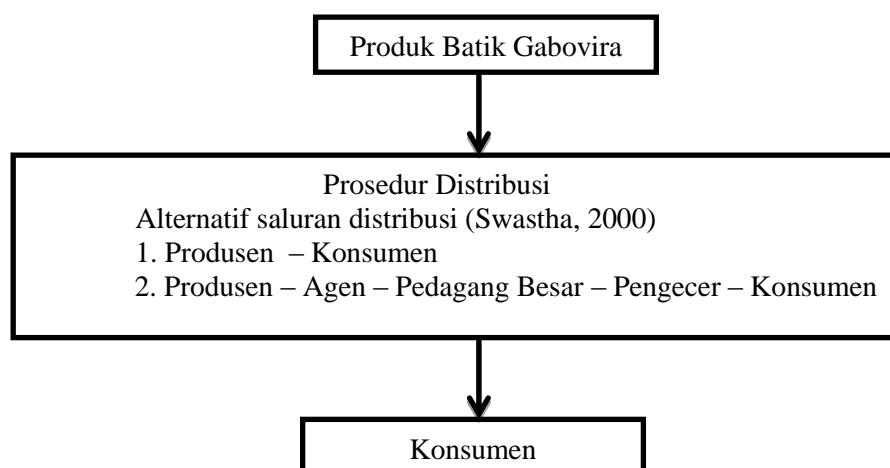 Produk Batik Gabovira
Prosedur Distribusi
Alternatif saluran distribusi (Swastha, 2000)
1. Produsen – Konsumen
2. Produsen – Agen – Pedagang Besar – Pengecer – Konsumen
Konsumen